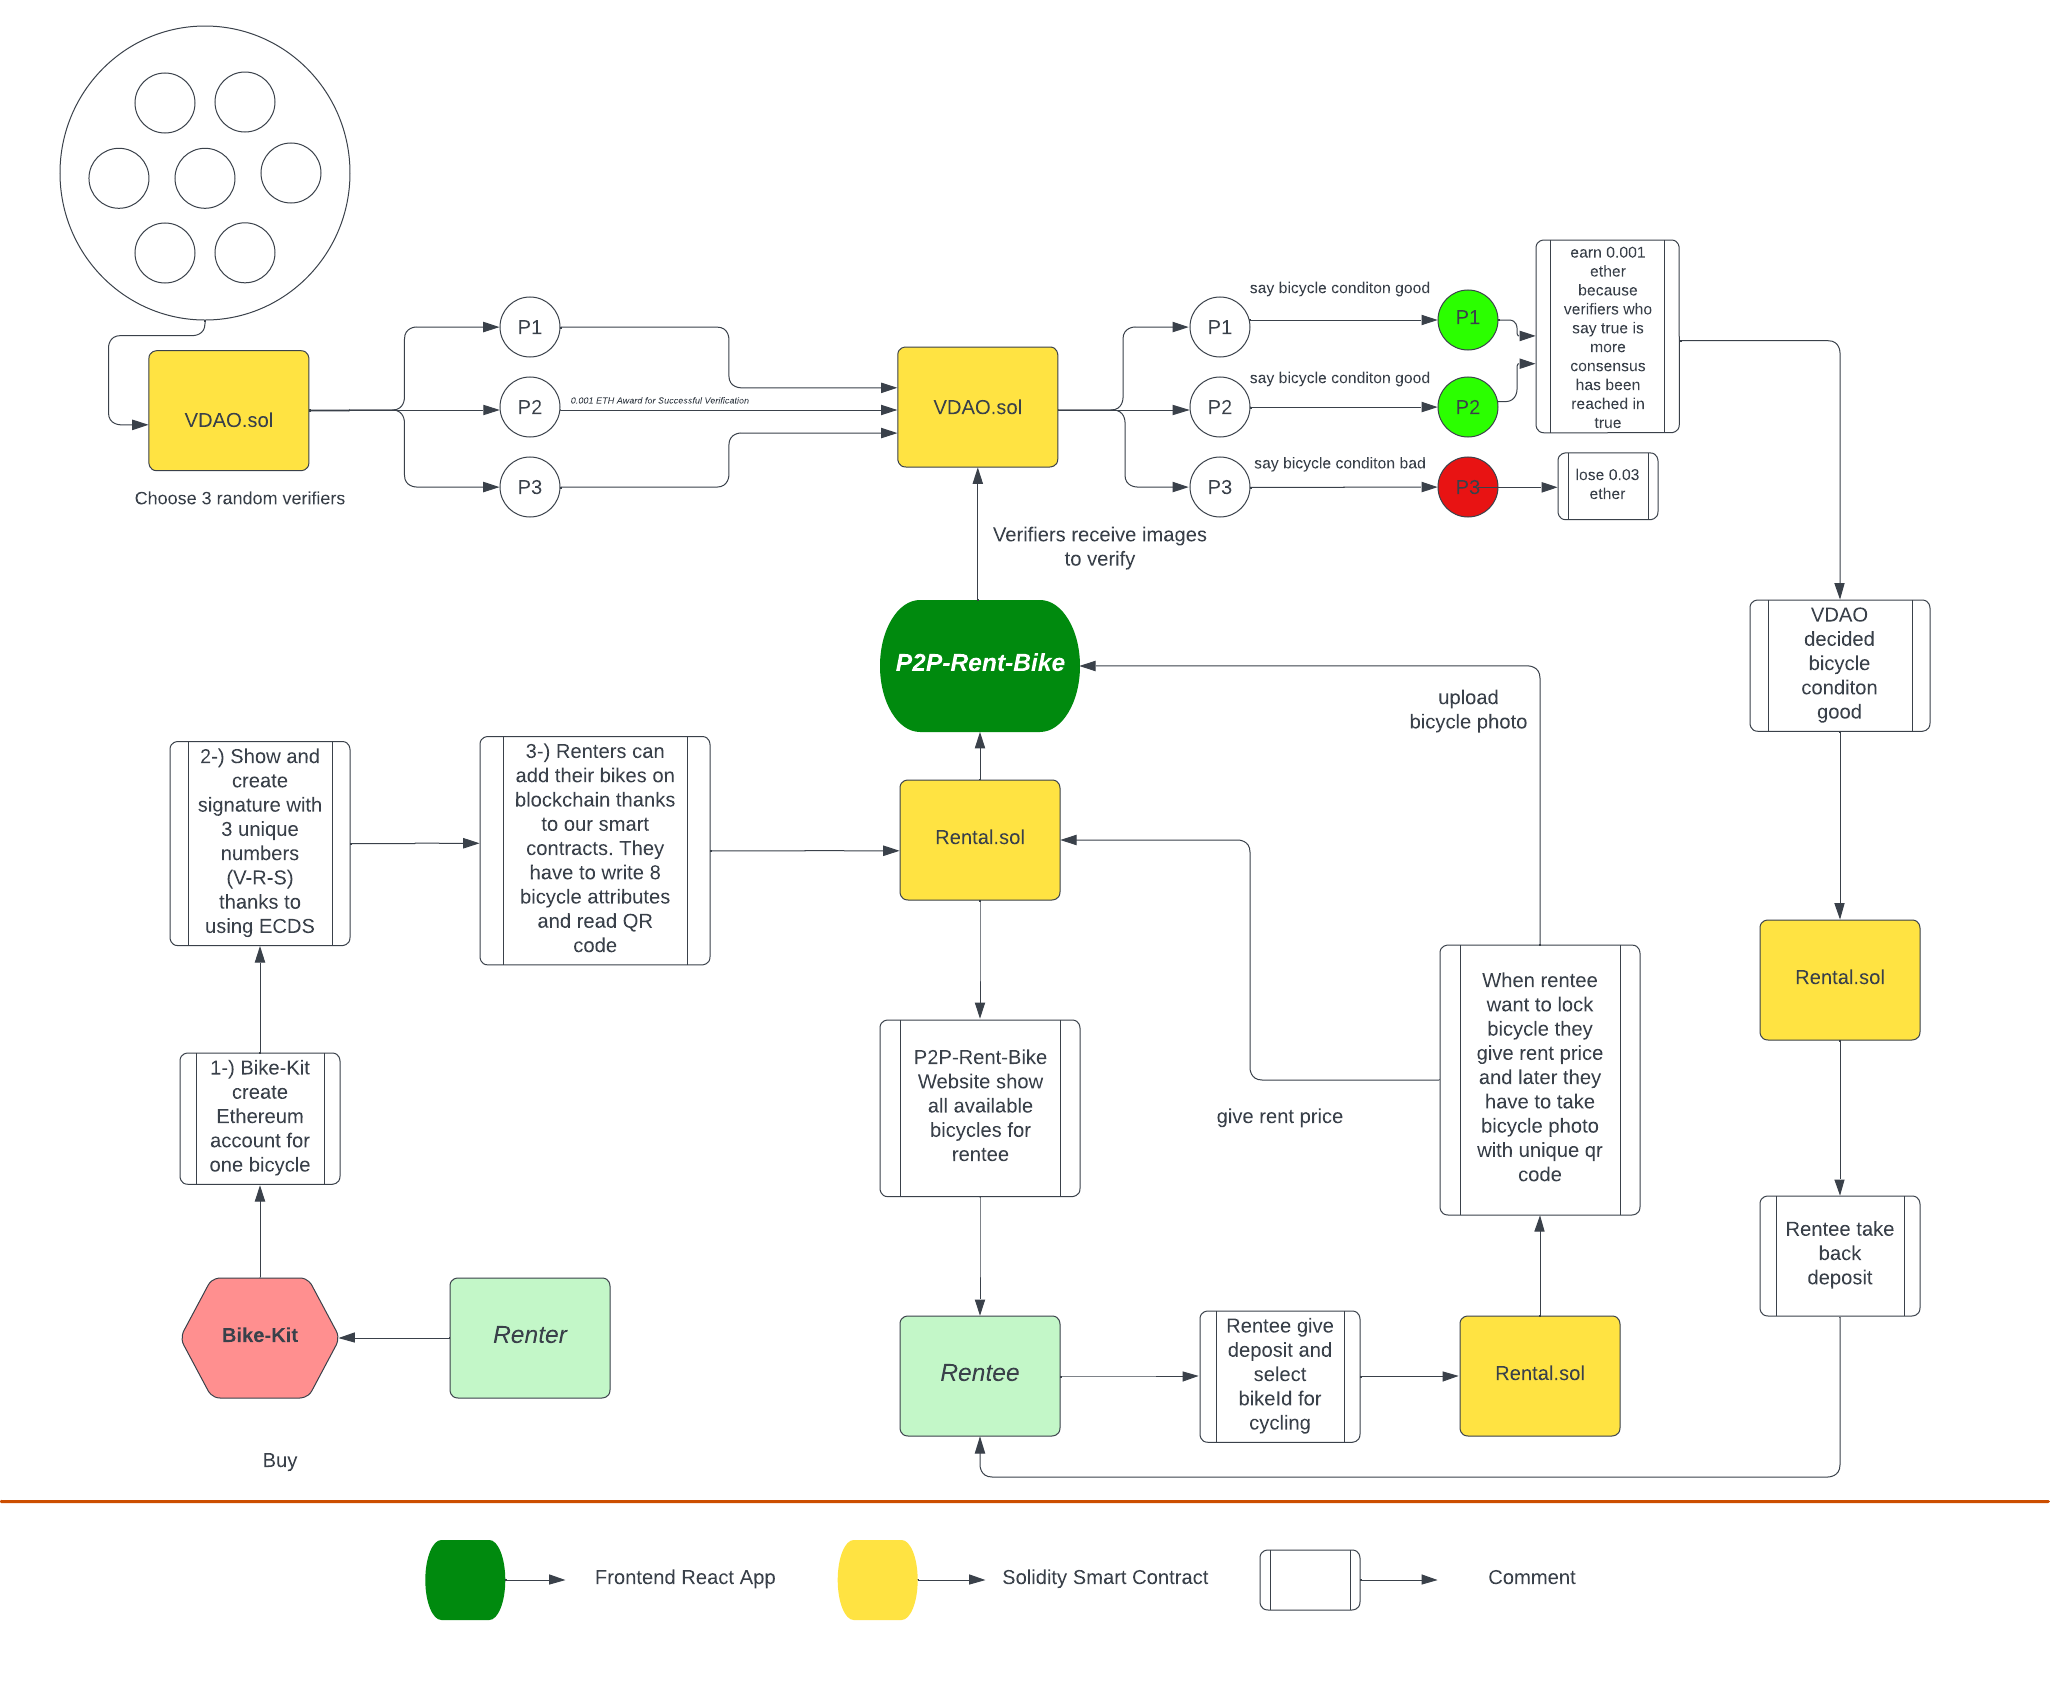 VDAO.sol
Choose 3 random verifiers
P1
P2
P3
0.001 ETH Award for Successful Verification
VDAO.sol
P1
P2
P3
say bicycle conditon good
say bicycle conditon good
say bicycle conditon bad
P1
P2
P3
earn 0.001
ether
because
verifiers who
say true is
more
consensus
has been
reached in
true
lose 0.03
ether
Verifiers receive images
to verify
P2P-Rent-Bike
upload
bicycle photo
VDAO
decided
bicycle
conditon
good
2-) Show and
create
signature with
3 unique
numbers
(V-R-S)
thanks to
using ECDS
3-) Renters can
add their bikes on
blockchain thanks
to our smart
contracts. They
have to write 8
bicycle attributes
and read QR
code
Rental.sol
Rental.sol
When rentee
want to lock
bicycle they
give rent price
and later they
have to take
bicycle photo
with unique qr
code
1-) Bike-Kit
create
Ethereum
account for
one bicycle
P2P-Rent-Bike
Website show
all available
bicycles for
rentee
give rent price
Rentee take
back
deposit
Bike-Kit
Renter
Rentee
Rentee give
deposit and
select
bikeId for
cycling
Rental.sol
Buy
Frontend React App
Solidity Smart Contract
Comment